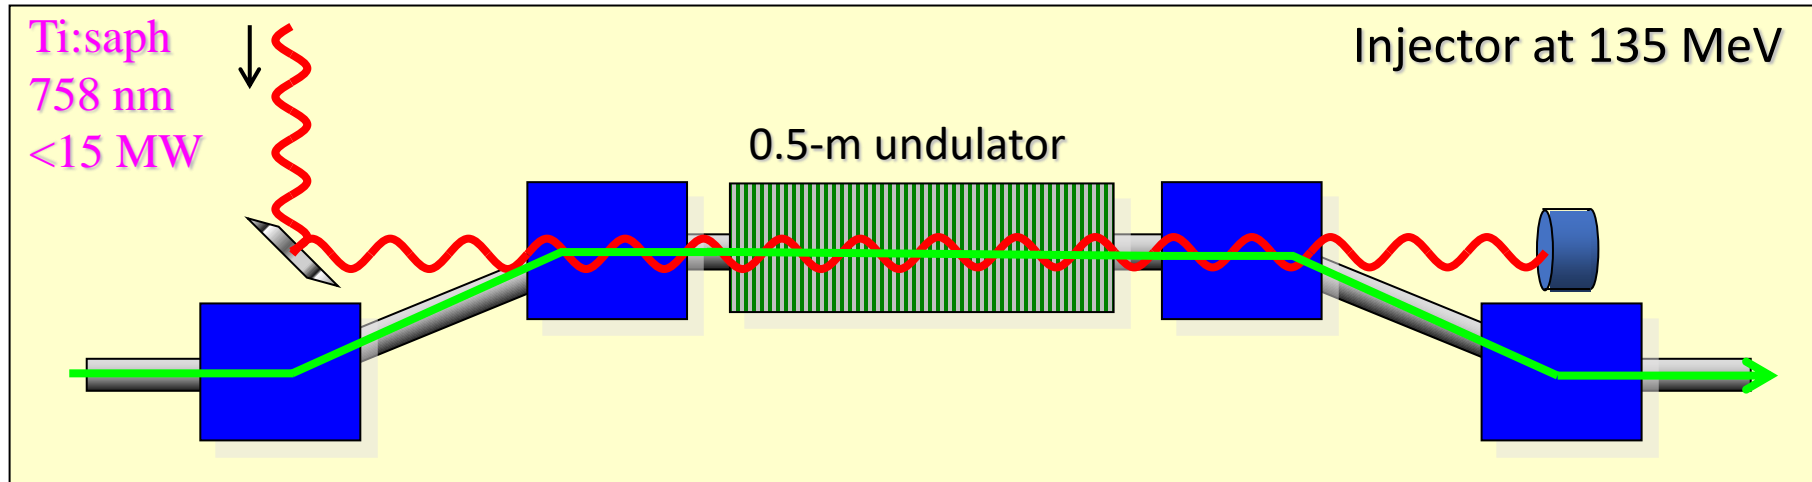 Ti:saph
758 nm
<15 MW
Injector at 135 MeV
0.5-m undulator